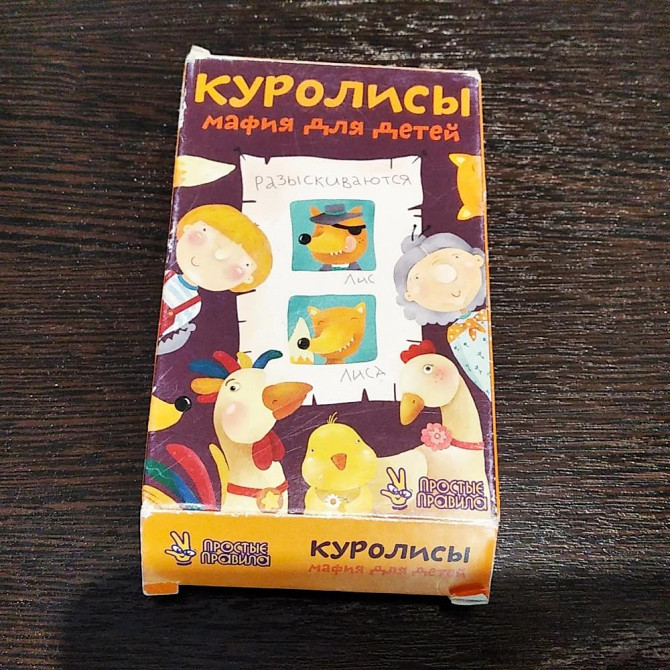 КУРОЛИСЫ
мафия для детей
РАЗЫСКИВАЮТСЯ
ЛИС
ЛИСА
ПРОСТЫЕ
ПРАВИЛА
ПРОСТЫЕ
ПРАВИЛА
КУРОЛИСЫ
мафия для детей